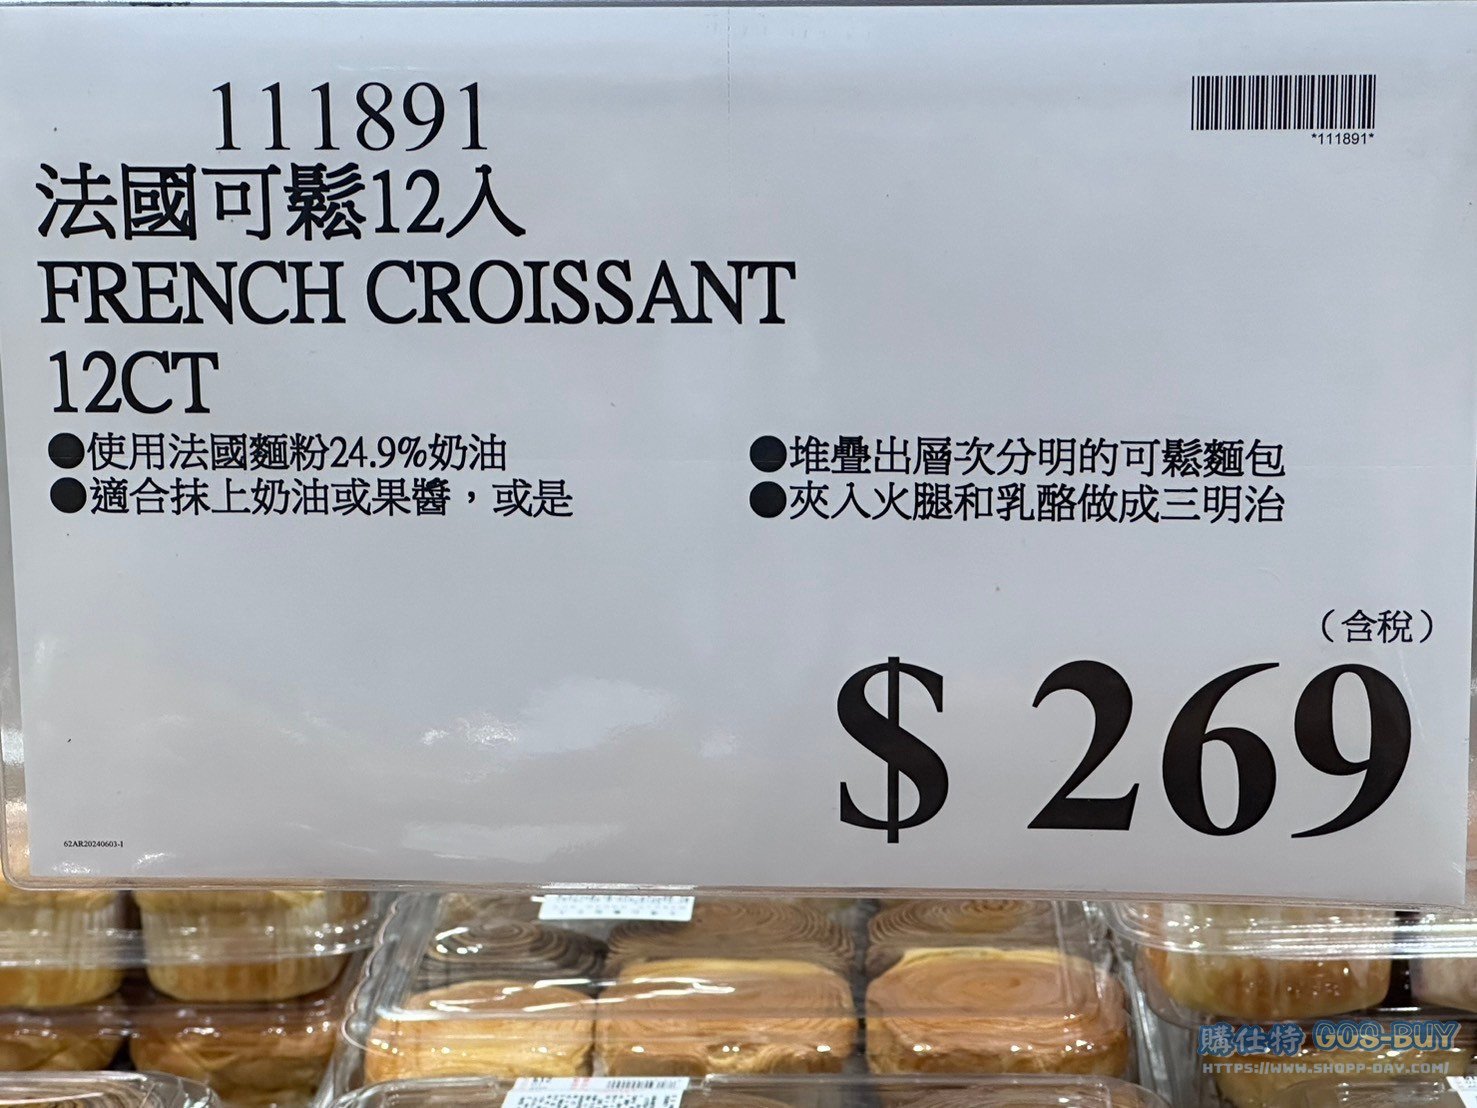 111891
*111891*
法國可鬆12入
FRENCH CROISSANT
12CT
●使用法國麵粉24.9%奶油
●適合抹上奶油或果醬，或是
●堆疊出層次分明的可鬆麵包
●夾入火腿和乳酪做成三明治
（含稅）
$ 269
62AR20240603-1
購仕特 GOS-BUY
HTTPS://WWW.SHOPP-DAY.COM/